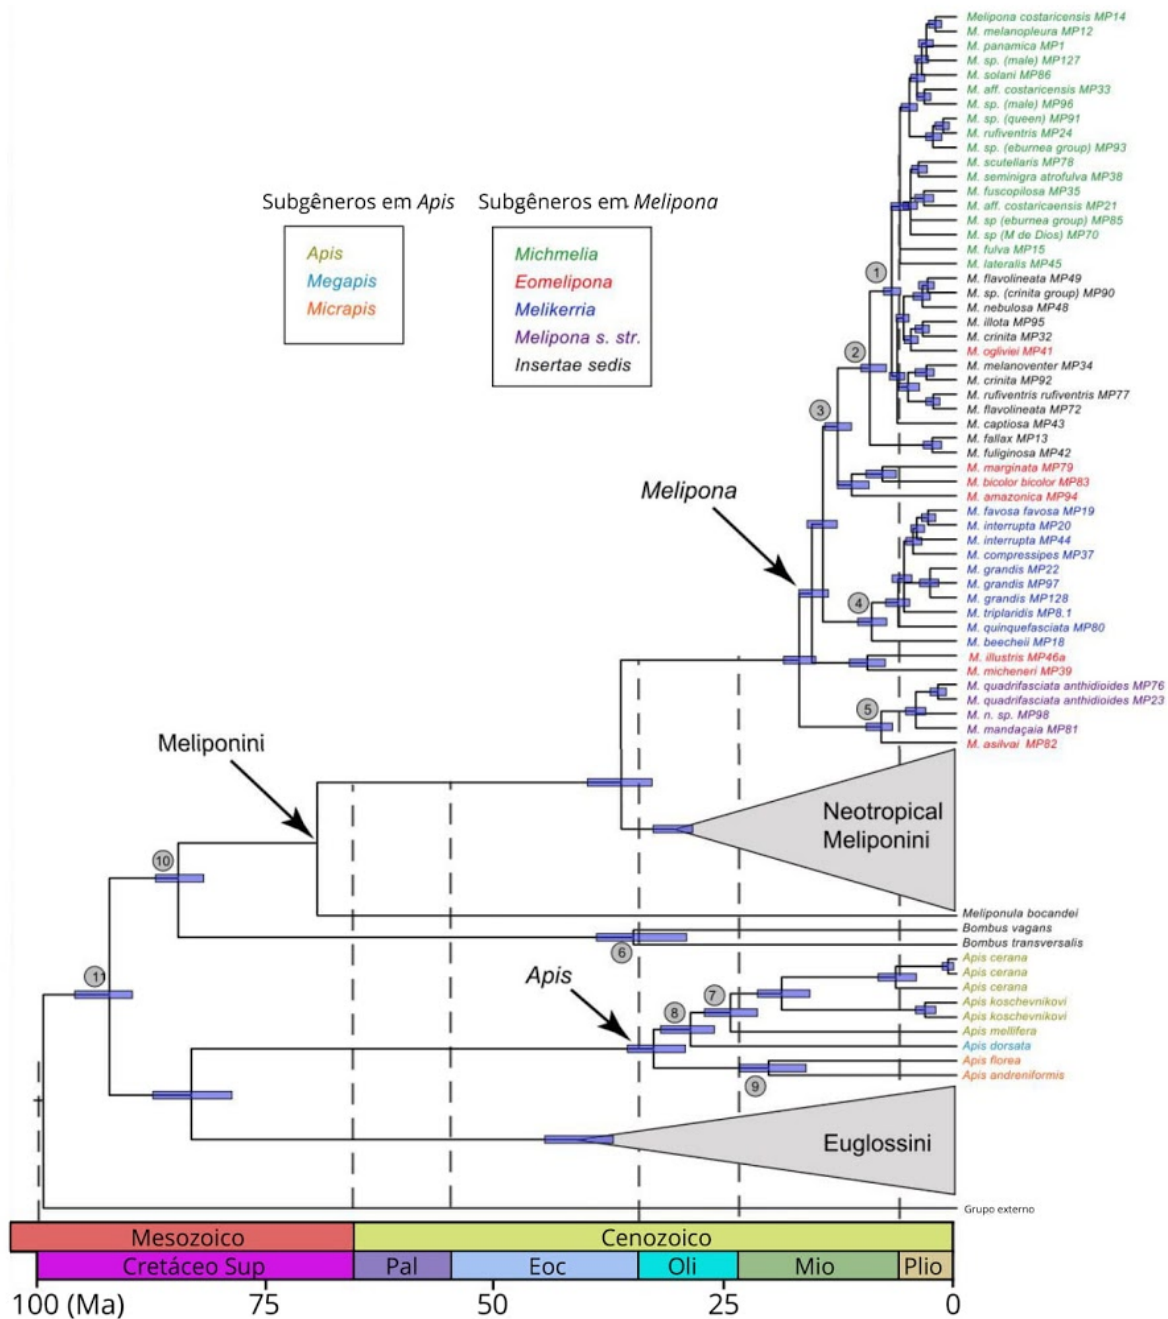 Melipona costaricensis MP14
M. melanopleura MP12
M. panamica MP1
M. sp. (male) MP127
M. solani MP86
M. aff. costaricensis MP33
M. sp. (male) MP96
M. sp. (queen) MP91
M. rufiventris MP24
M. sp. (eburnea group) MP93
M. scutellaris MP78
M. seminigra atrofulva MP38
M. fuscopilosa MP35
M. aff. costaricaensis MP21
M. sp (eburnea group) MP85
M. sp (M de Dios) MP70
M. fulva MP15
M. lateralis MP45
M. flavolineata MP49
M. sp. (crinita group) MP90
M. nebulosa MP48
M. illota MP95
M. crinita MP32
M. ogliviei MP41
M. melanoventer MP34
M. crinita MP92
M. rufiventris rufiventris MP77
M. flavolineata MP72
M. captiosa MP43
M. fallax MP13
M. fuliginosa MP42
M. marginata MP79
M. bicolor bicolor MP83
M. amazonica MP94
M. favosa favosa MP19
M. interrupta MP20
M. interrupta MP44
M. compressipes MP37
M. grandis MP22
M. grandis MP97
M. grandis MP128
M. triplaridis MP8.1
M. quinquefasciata MP80
M. beecheii MP18
M. illustris MP46a
M. micheneri MP39
M. quadrifasciata anthidioides MP76
M. quadrifasciata anthidioides MP23
M. n. sp. MP98
M. mandaçaia MP81
M. asilvai MP82
Subgêneros em Apis
Apis
Megapis
Micrapis
Subgêneros em Melipona
Michmelia
Eomelipona
Melikerria
Melipona s. str.
Insertae sedis
1
2
3
Melipona
4
5
Meliponini
Neotropical
Meliponini
10
Meliponula bocandei
Bombus vagans
Bombus transversalis
6
11
Apis
7
8
9
Apis cerana
Apis cerana
Apis cerana
Apis koschevnikovi
Apis koschevnikovi
Apis mellifera
Apis dorsata
Apis florea
Apis andreniformis
Euglossini
Grupo externo
Mesozoico Cenozoico
Cretáceo Sup Pal Eoc Oli Mio Plio
100 (Ma) 75 50 25 0